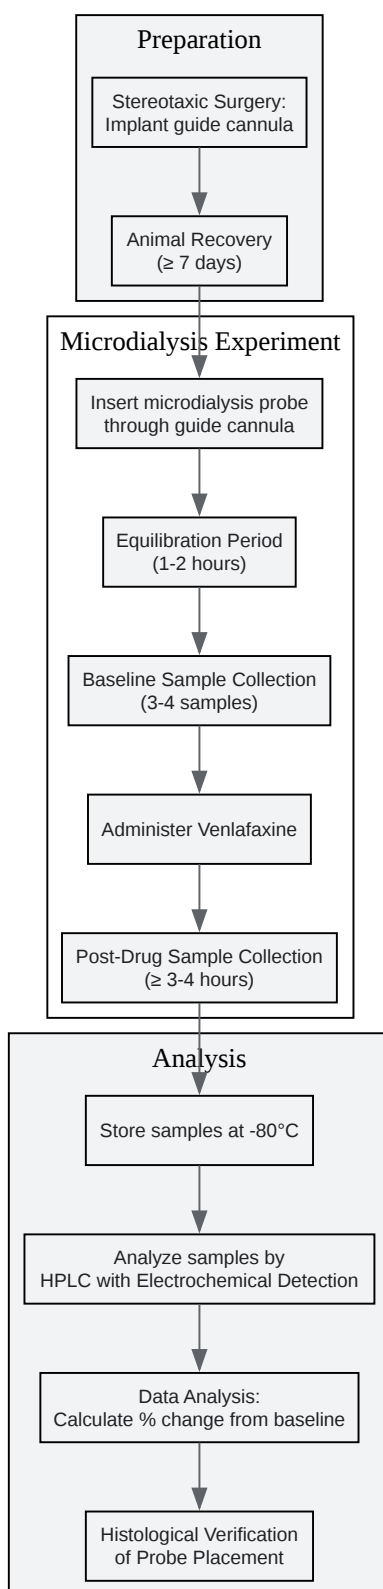 Preparation
Stereotaxic Surgery:
Implant guide cannula
Animal Recovery
(≥ 7 days)
Microdialysis Experiment
Insert microdialysis probe
through guide cannula
Equilibration Period
(1-2 hours)
Baseline Sample Collection
(3-4 samples)
Administer Venlafaxine
Post-Drug Sample Collection
(≥ 3-4 hours)
Analysis
Store samples at -80°C
Analyze samples by
HPLC with Electrochemical Detection
Data Analysis:
Calculate % change from baseline
Histological Verification
of Probe Placement